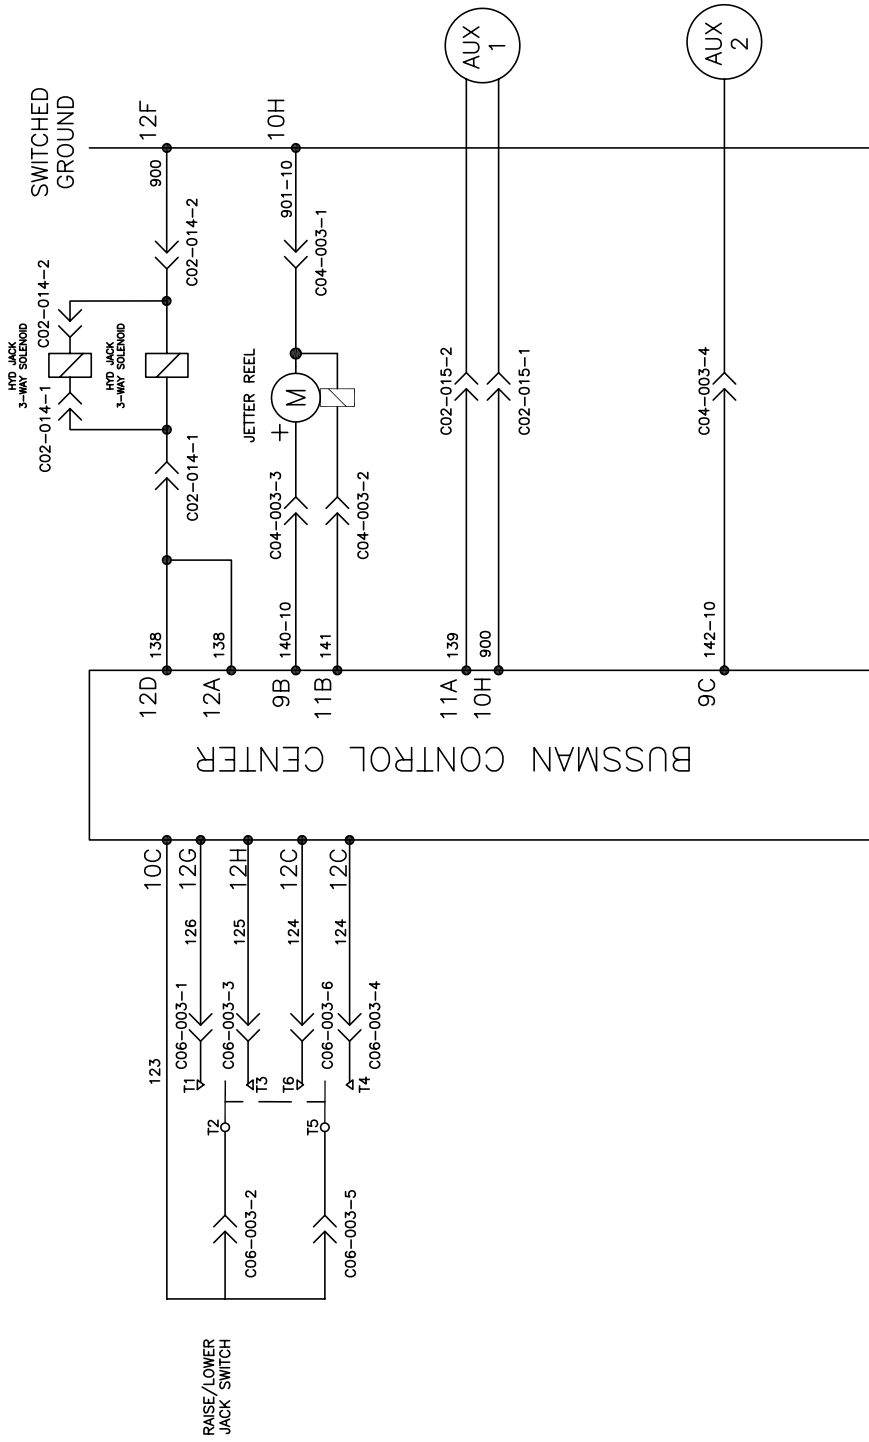 SWITCHED
GROUND
HYD JACK
3-WAY SOLENOID
C02-014-1
C02-014-2
HYD JACK
3-WAY SOLENOID
12D
138
C02-014-1
C02-014-2
900
12F
12A
138
JETTER REEL
9B
140-10
C04-003-3
+
M
C04-003-1
901-10
10H
11B
141
C04-003-2
11A
139
C02-015-2
AUX
1
10H
900
C02-015-1
9C
142-10
C04-003-4
AUX
2
BUSSMAN CONTROL CENTER
RAISE/LOWER
JACK SWITCH
123
10C
C06-003-2
T2
T1
C06-003-1
126
12G
T3
C06-003-3
125
12H
C06-003-5
T5
T6
C06-003-6
124
12C
T4
C06-003-4
124
12C